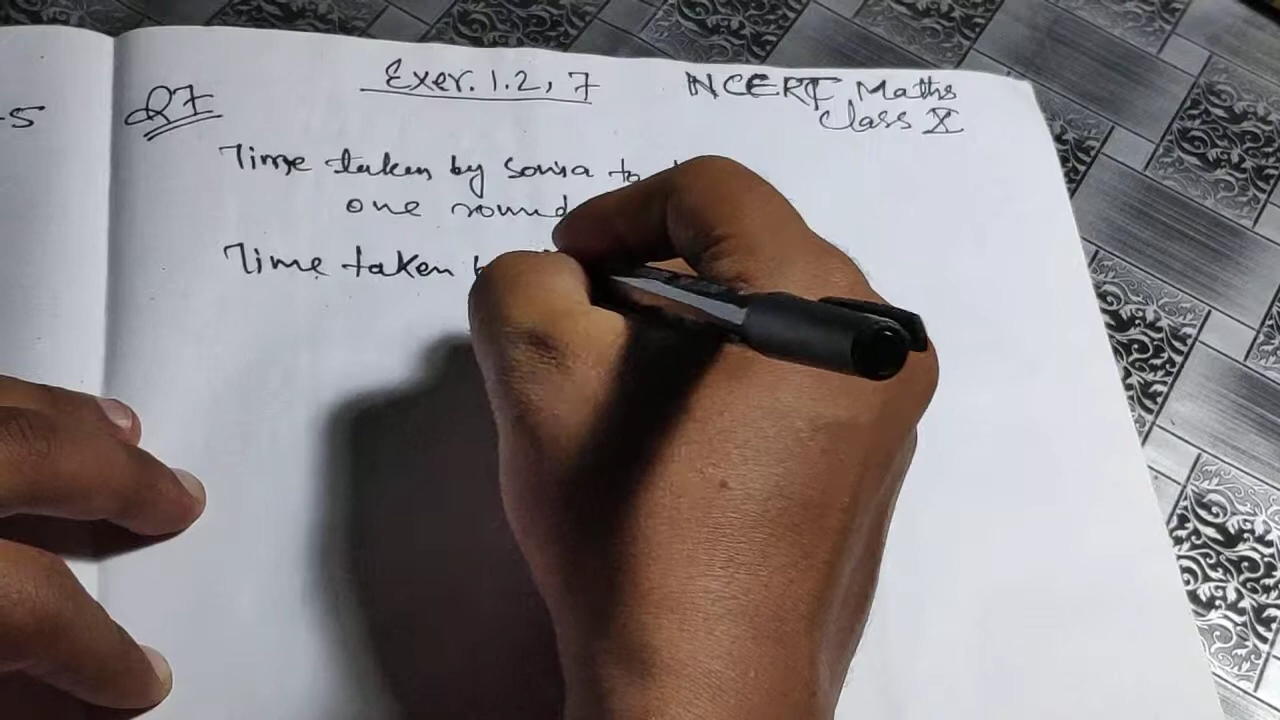 Exer. 1.2, 7
NCERT Maths
Class X
-5
Q7
Time taken by Sonia to
one round
Time taken